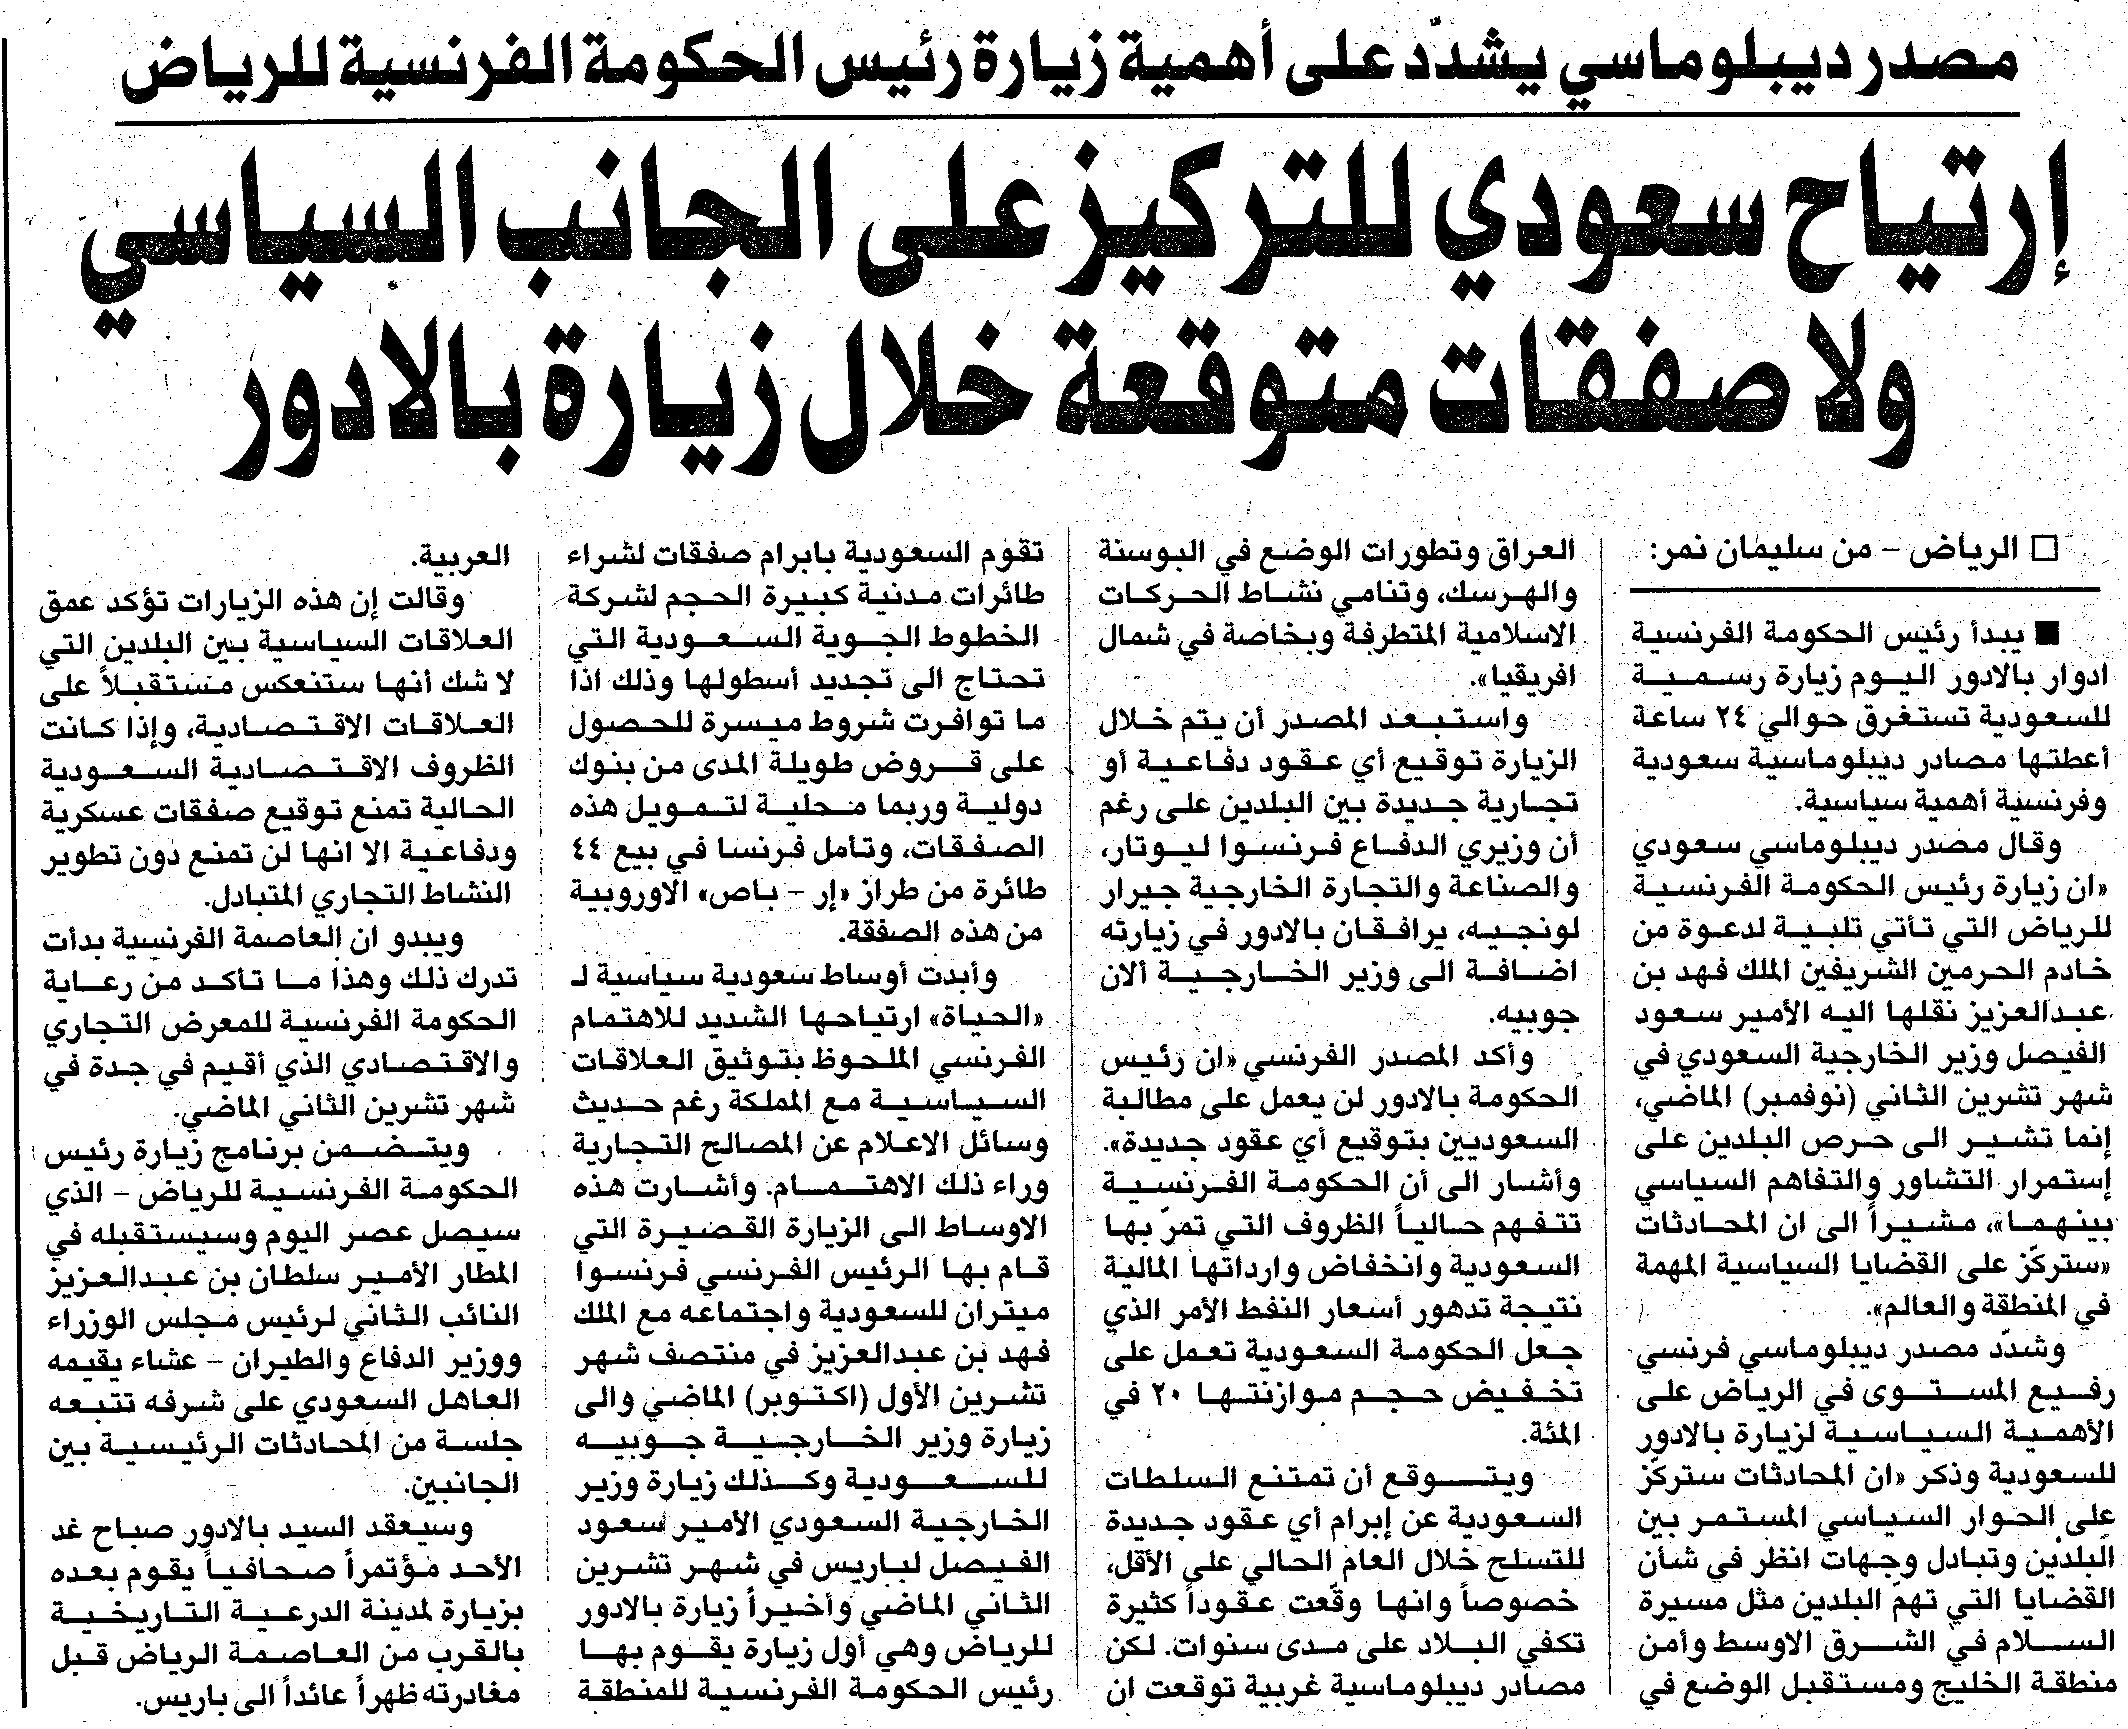 مصدر ديبلوماسي يشدّد على أهمية زيارة رئيس الحكومة الفرنسية للرياض
إرتياح سعودي للتركيز على الجانب السياسي
ولا صفقات متوقعة خلال زيارة بالادور
□ الرياض – من سليمان نمر:
■ يبدأ رئيس الحكومة الفرنسية
ادوار بالادور اليوم زيارة رسمية
للسعودية تستغرق حوالي ٢٤ ساعة
أعطتها مصادر ديبلوماسية سعودية
وفرنسية أهمية سياسية.
وقال مصدر ديبلوماسي سعودي
«ان زيارة رئيس الحكومة الفرنسية
للرياض التي تأتي تلبية لدعوة من
خادم الحرمين الشريفين الملك فهد بن
عبدالعزيز نقلها اليه الأمير سعود
الفيصل وزير الخارجية السعودي في
شهر تشرين الثاني (نوفمبر) الماضي،
إنما تشير الى حرص البلدين على
إستمرار التشاور والتفاهم السياسي
بينهما»، مشيراً الى ان المحادثات
«ستركّز على القضايا السياسية المهمة
في المنطقة والعالم».
وشدّد مصدر ديبلوماسي فرنسي
رفيع المستوى في الرياض على
الأهمية السياسية لزيارة بالادور
للسعودية وذكر «ان المحادثات ستركّز
على الحوار السياسي المستمر بين
البلدين وتبادل وجهات انظر في شأن
القضايا التي تهمّ البلدين مثل مسيرة
السلام في الشرق الاوسط وأمن
منطقة الخليج ومستقبل الوضع في
العراق وتطورات الوضع في البوسنة
والهرسك، وتنامي نشاط الحركات
الاسلامية المتطرفة وبخاصة في شمال
افريقيا».
واستبعد المصدر أن يتم خلال
الزيارة توقيع أي عقود دفاعية أو
تجارية جديدة بين البلدين على رغم
أن وزيري الدفاع فرنسوا ليوتار،
والصناعة والتجارة الخارجية جيرار
لونجيه، يرافقان بالادور في زيارته
اضافة الى وزير الخارجية ألان
جوبيه.
وأكد المصدر الفرنسي «ان رئيس
الحكومة بالادور لن يعمل على مطالبة
السعوديين بتوقيع أي عقود جديدة».
وأشار الى أن الحكومة الفرنسية
تتفهم حالياً الظروف التي تمرّ بها
السعودية وانخفاض وارداتها المالية
نتيجة تدهور أسعار النفط الأمر الذي
جعل الحكومة السعودية تعمل على
تخفيض حجم موازنتها ٢٠ في
المئة.
ويتوقع أن تمتنع السلطات
السعودية عن إبرام أي عقود جديدة
للتسلح خلال العام الحالي على الأقل،
خصوصاً وانها وقّعت عقوداً كثيرة
تكفي البلاد على مدى سنوات. لكن
مصادر ديبلوماسية غربية توقعت ان
تقوم السعودية بابرام صفقات لشراء
طائرات مدنية كبيرة الحجم لشركة
الخطوط الجوية السعودية التي
تحتاج الى تجديد أسطولها وذلك اذا
ما توافرت شروط ميسرة للحصول
على قروض طويلة المدى من بنوك
دولية وربما محلية لتمويل هذه
الصفقات، وتأمل فرنسا في بيع ٤٤
طائرة من طراز «إر – باص» الاوروبية
من هذه الصفقة.
وأبدت أوساط سعودية سياسية لـ
«الحياة» ارتياحها الشديد للاهتمام
الفرنسي الملحوظ بتوثيق العلاقات
السياسية مع المملكة رغم حديث
وسائل الاعلام عن المصالح التجارية
وراء ذلك الاهتمام. وأشارت هذه
الاوساط الى الزيارة القصيرة التي
قام بها الرئيس الفرنسي فرنسوا
ميتران للسعودية واجتماعه مع الملك
فهد بن عبدالعزيز في منتصف شهر
تشرين الأول (اكتوبر) الماضي والى
زيارة وزير الخارجية جوبيه
للسعودية وكذلك زيارة وزير
الخارجية السعودي الأمير سعود
الفيصل لباريس في شهر تشرين
الثاني الماضي وأخيراً زيارة بالادور
للرياض وهي أول زيارة يقوم بها
رئيس الحكومة الفرنسية للمنطقة
العربية.
وقالت إن هذه الزيارات تؤكد عمق
العلاقات السياسية بين البلدين التي
لا شك أنها ستنعكس مستقبلاً على
العلاقات الاقتصادية، وإذا كانت
الظروف الاقتصادية السعودية
الحالية تمنع توقيع صفقات عسكرية
ودفاعية الا انها لن تمنع دون تطوير
النشاط التجاري المتبادل.
ويبدو ان العاصمة الفرنسية بدأت
تدرك ذلك وهذا ما تأكد من رعاية
الحكومة الفرنسية للمعرض التجاري
والاقتصادي الذي أقيم في جدة في
شهر تشرين الثاني الماضي.
ويتضمن برنامج زيارة رئيس
الحكومة الفرنسية للرياض – الذي
سيصل عصر اليوم وسيستقبله في
المطار الأمير سلطان بن عبدالعزيز
النائب الثاني لرئيس مجلس الوزراء
ووزير الدفاع والطيران – عشاء يقيمه
العاهل السعودي على شرفه تتبعه
جلسة من المحادثات الرئيسية بين
الجانبين.
وسيعقد السيد بالادور صباح غد
الأحد مؤتمراً صحافياً يقوم بعده
بزيارة لمدينة الدرعية التاريخية
بالقرب من العاصمة الرياض قبل
مغادرته ظهراً عائداً الى باريس.